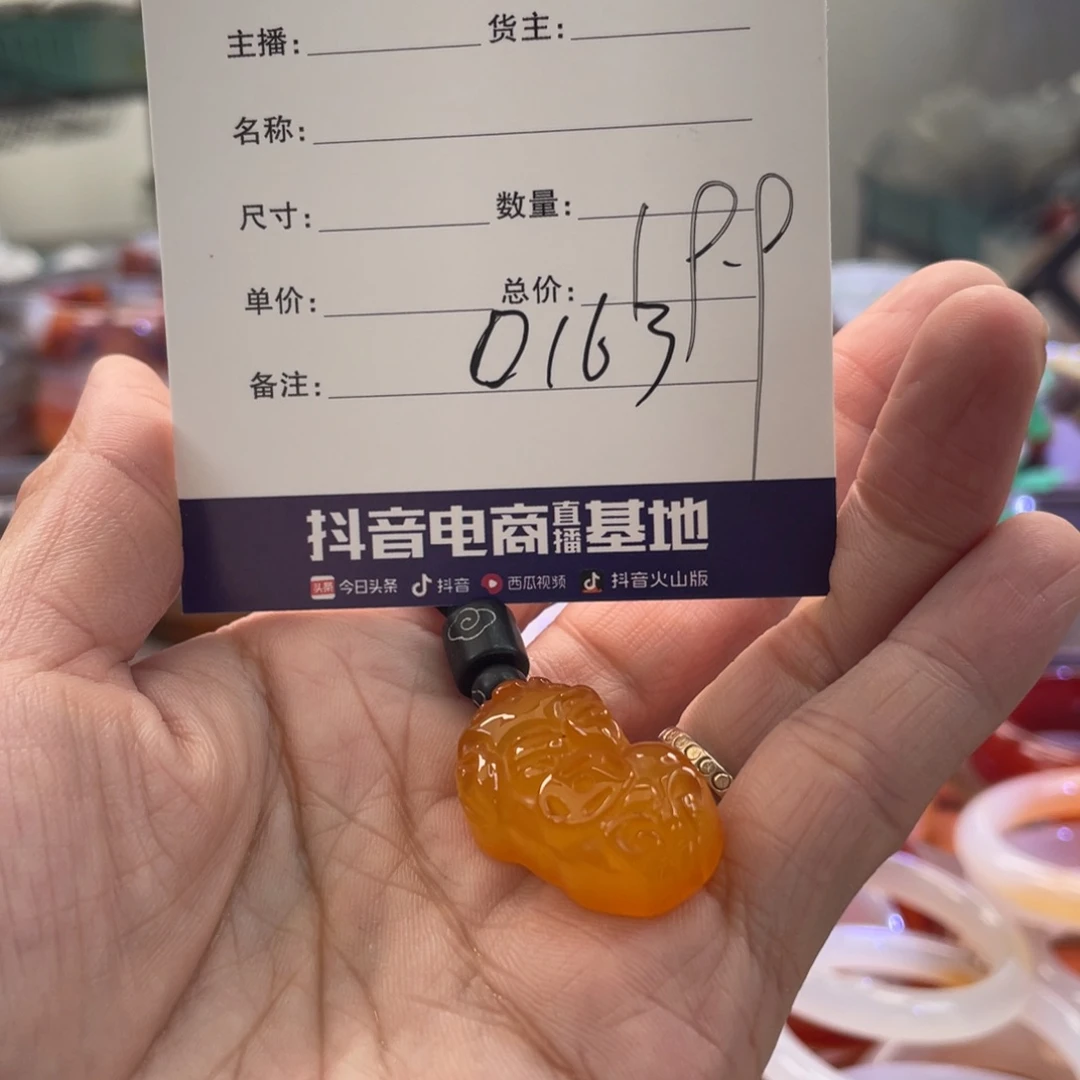 主播: 货主:
名称:
尺寸: 数量:
单价: 总价:
0163
备注:
抖音电商直播基地
头条 今日头条 抖音 西瓜视频 抖音火山版